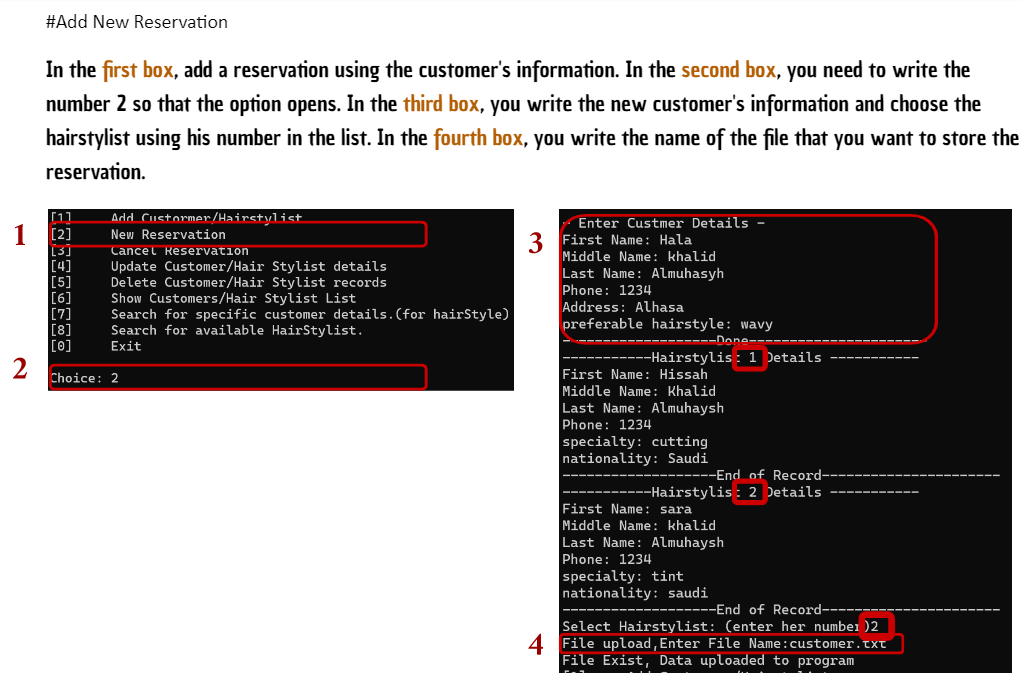 #Add New Reservation
In the first box, add a reservation using the customer's information. In the second box, you need to write the
number 2 so that the option opens. In the third box, you write the new customer's information and choose the
hairstylist using his number in the list. In the fourth box, you write the name of the file that you want to store the
reservation.
1
[1] Add Custormer/Hairstylist
[2] New Reservation
[3] Cancel Reservation
[4] Update Customer/Hair Stylist details
[5] Delete Customer/Hair Stylist records
[6] Show Customers/Hair Stylist List
[7] Search for specific customer details.(for hairStyle)
[8] Search for available HairStylist.
[0] Exit
2
Choice: 2
3
- Enter Custmer Details -
First Name: Hala
Middle Name: khalid
Last Name: Almuhasyh
Phone: 1234
Address: Alhasa
preferable hairstyle: wavy
-------------------Done----------------------
-----------Hairstylist 1 Details -----------
First Name: Hissah
Middle Name: Khalid
Last Name: Almuhaysh
Phone: 1234
specialty: cutting
nationality: Saudi
-------------------End of Record----------------------
-----------Hairstylist 2 Details -----------
First Name: sara
Middle Name: khalid
Last Name: Almuhaysh
Phone: 1234
specialty: tint
nationality: saudi
-------------------End of Record----------------------
Select Hairstylist: (enter her number)2
4
File upload,Enter File Name:customer.txt
File Exist, Data uploaded to program